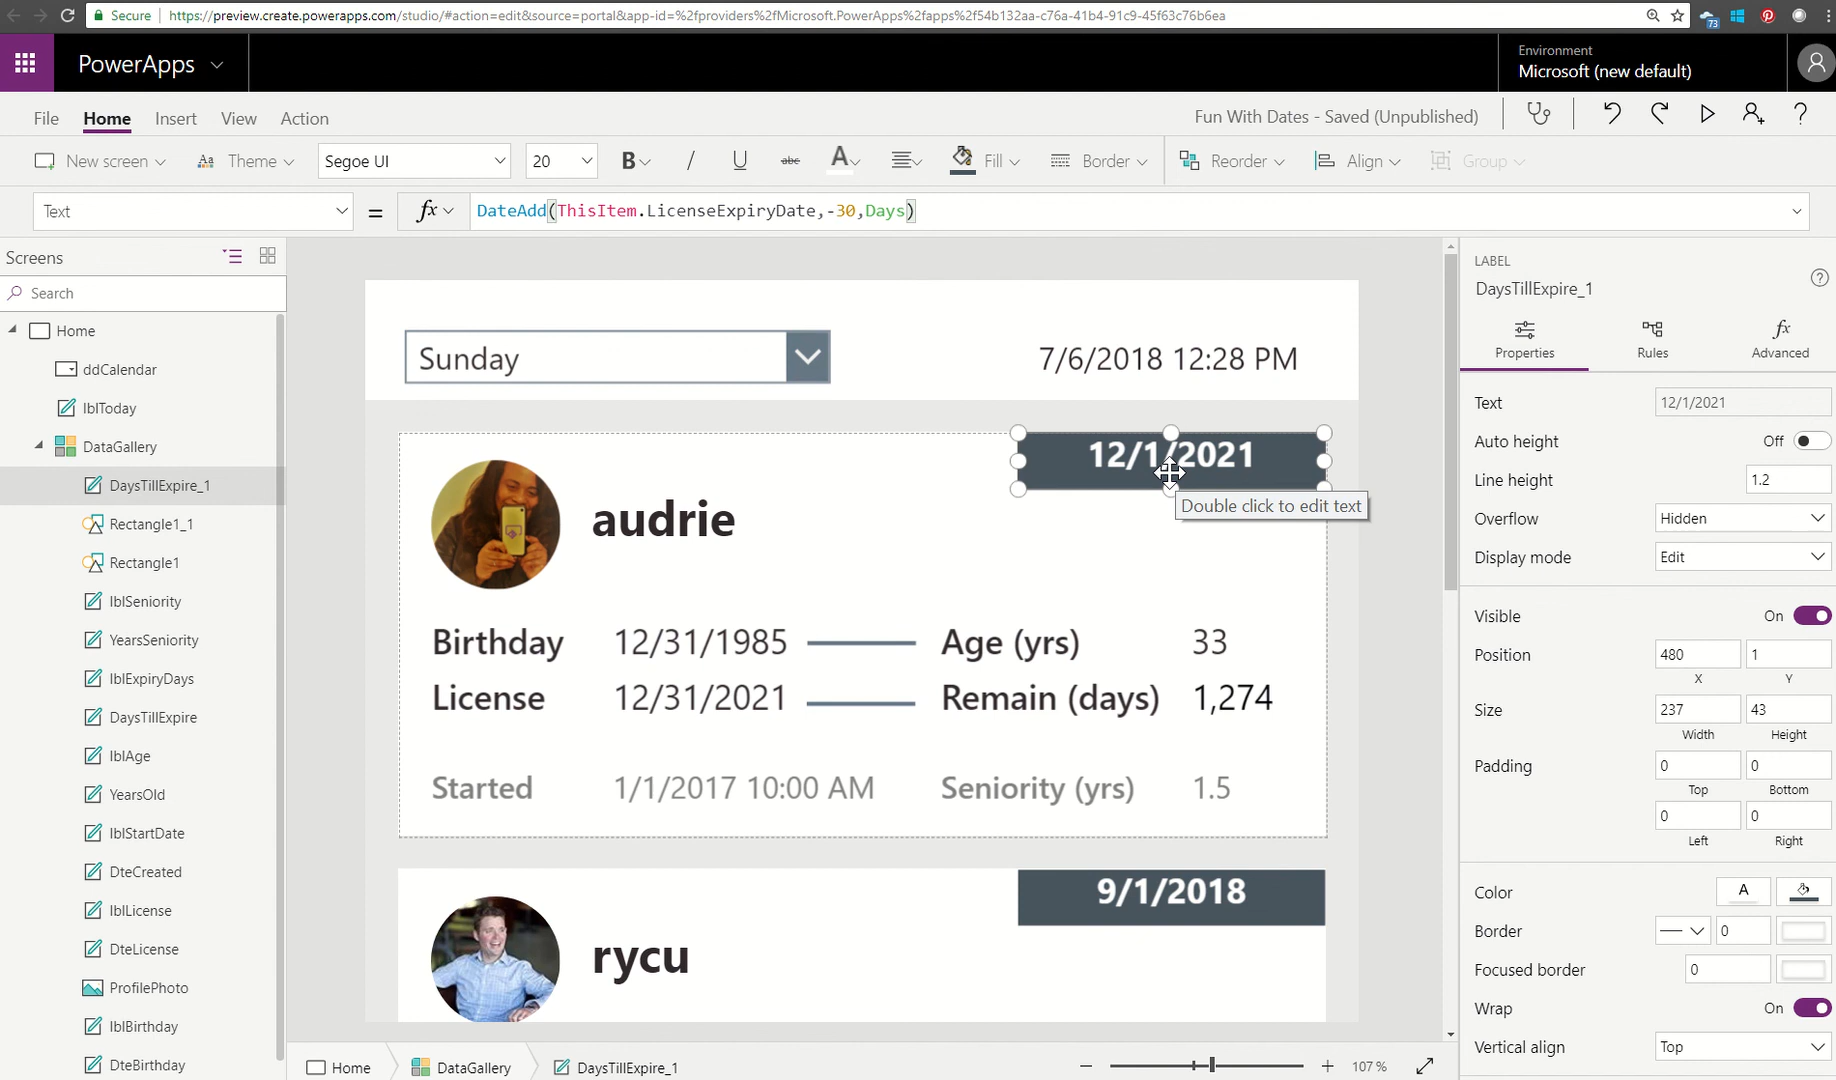 Secure https://preview.create.powerapps.com/studio/#action=edit&source=portal&app-id=%2fproviders%2fMicrosoft.PowerApps%2fapps%2f54b132aa-c76a-41b4-91c9-45f63c76b6ea
73
PowerApps
Environment
Microsoft (new default)
File Home Insert View Action
Fun With Dates - Saved (Unpublished)
?
New screen Theme Segoe UI 20 B / U abc A Fill Border Reorder Align Group
Text = fx DateAdd(ThisItem.LicenseExpiryDate,-30,Days)
Screens
Search
Home
ddCalendar
lblToday
DataGallery
DaysTillExpire_1
Rectangle1_1
Rectangle1
lblSeniority
YearsSeniority
lblExpiryDays
DaysTillExpire
lblAge
YearsOld
lblStartDate
DteCreated
lblLicense
DteLicense
ProfilePhoto
lblBirthday
DteBirthday
Sunday
7/6/2018 12:28 PM
12/1/2021
Double click to edit text
audrie
Birthday 12/31/1985 Age (yrs) 33
License 12/31/2021 Remain (days) 1,274
Started 1/1/2017 10:00 AM Seniority (yrs) 1.5
9/1/2018
rycu
Home DataGallery DaysTillExpire_1
107 %
LABEL
DaysTillExpire_1
?
Properties Rules fx Advanced
Text 12/1/2021
Auto height Off
Line height 1.2
Overflow Hidden
Display mode Edit
Visible On
Position 480 1
X Y
Size 237 43
Width Height
Padding 0 0
Top Bottom
0 0
Left Right
Color A
Border 0
Focused border 0
Wrap On
Vertical align Top